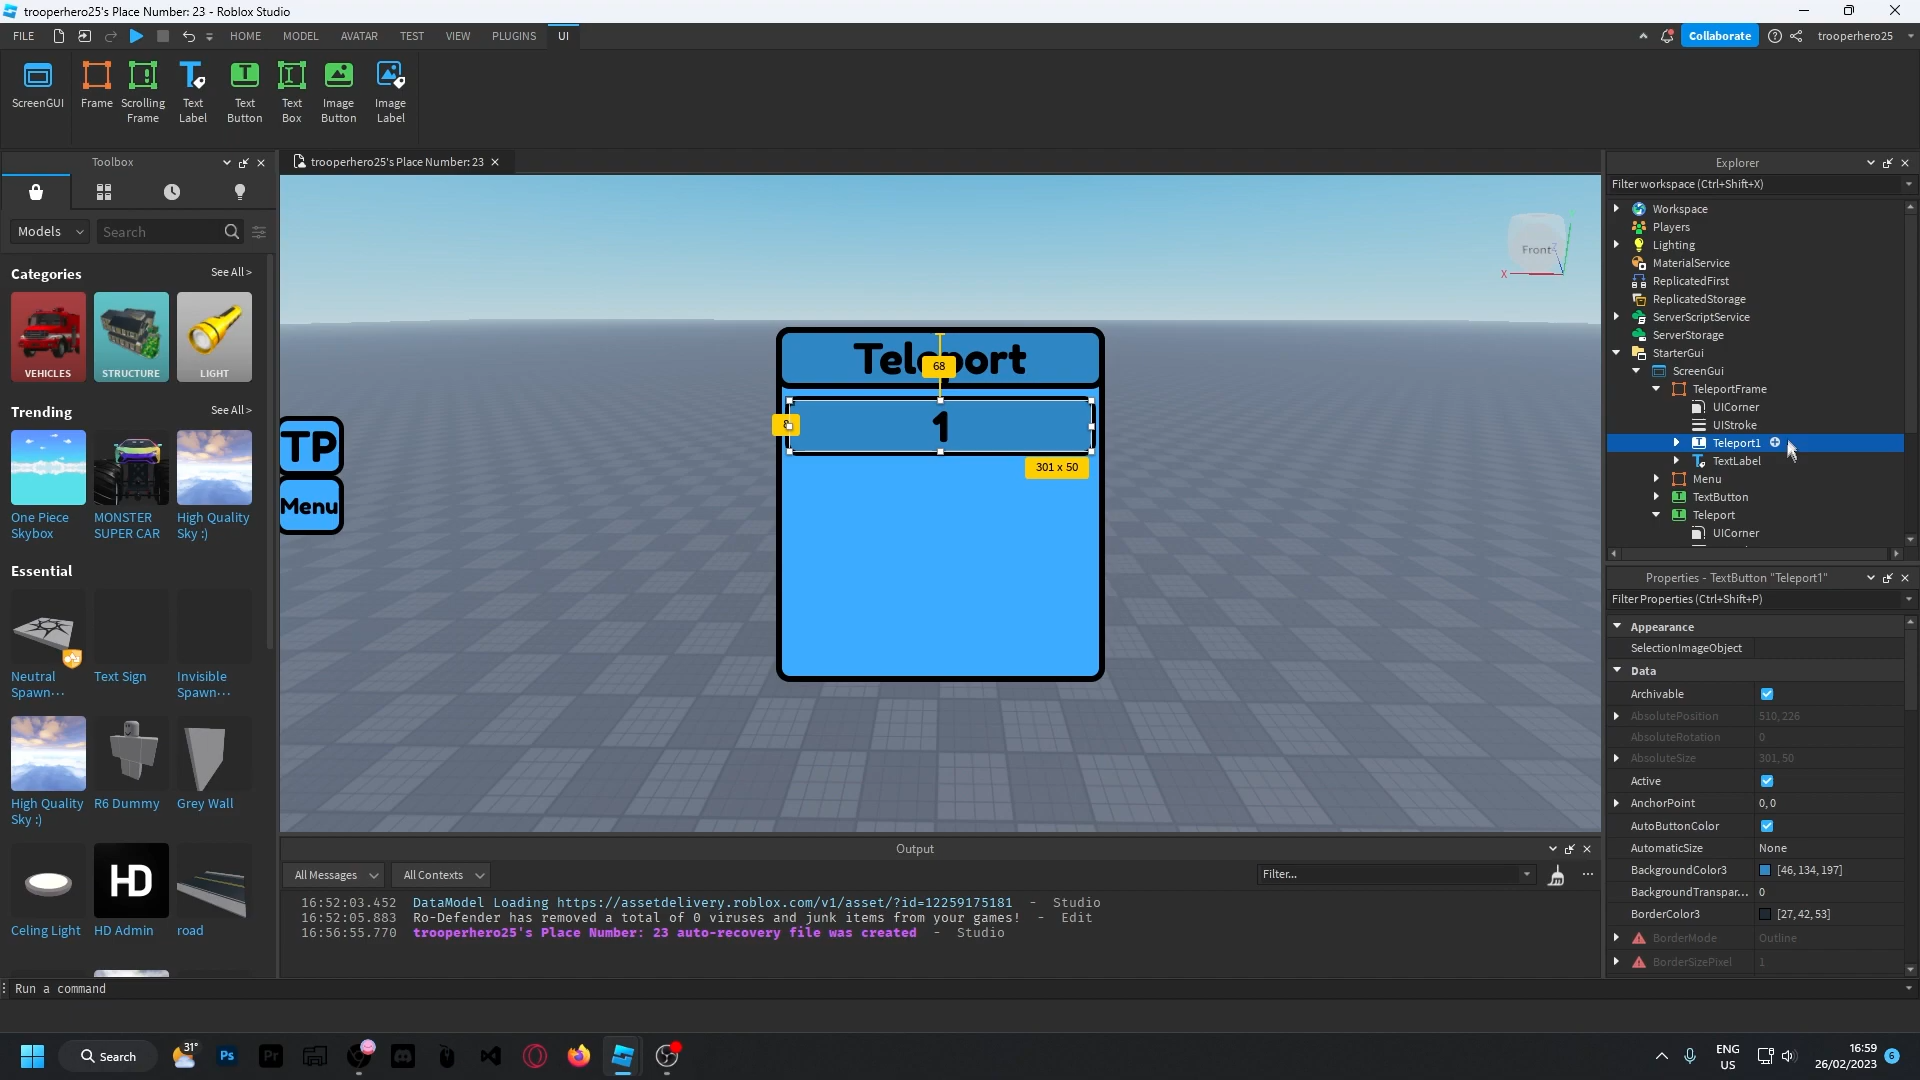 trooperhero25's Place Number: 23 - Roblox Studio
FILE
HOME
MODEL
AVATAR
TEST
VIEW
PLUGINS
UI
Collaborate
trooperhero25
ScreenGUI
Frame
Scrolling
Frame
Text
Label
Text
Button
Text
Box
Image
Button
Image
Label
Toolbox
Models
Search
Categories
See All >
VEHICLES
STRUCTURE
LIGHT
Trending
See All >
One Piece
Skybox
MONSTER
SUPER CAR
High Quality
Sky :)
Essential
Neutral
Spawn···
Text Sign
Invisible
Spawn···
High Quality
Sky :)
R6 Dummy
Grey Wall
HD
Celing Light
HD Admin
road
trooperhero25's Place Number: 23
Front
X
Teleport
68
1
301 x 50
TP
Menu
Output
All Messages
All Contexts
Filter...
16:52:03.452 DataModel Loading https://assetdelivery.roblox.com/v1/asset/?id=12259175181 - Studio
16:52:05.883 Ro-Defender has removed a total of 0 viruses and junk items from your games! - Edit
16:56:55.770 trooperhero25's Place Number: 23 auto-recovery file was created - Studio
Explorer
Filter workspace (Ctrl+Shift+X)
Workspace
Players
Lighting
MaterialService
ReplicatedFirst
ReplicatedStorage
ServerScriptService
ServerStorage
StarterGui
ScreenGui
TeleportFrame
UICorner
UIStroke
Teleport1
TextLabel
Menu
TextButton
Teleport
UICorner
Properties - TextButton "Teleport1"
Filter Properties (Ctrl+Shift+P)
Appearance
SelectionImageObject
Data
Archivable
AbsolutePosition 510, 226
AbsoluteRotation 0
AbsoluteSize 301, 50
Active
AnchorPoint 0, 0
AutoButtonColor
AutomaticSize None
BackgroundColor3 [46, 134, 197]
BackgroundTranspar... 0
BorderColor3 [27, 42, 53]
BorderMode Outline
BorderSizePixel 1
Run a command
Search
31°
Ps
Pr
ENG
US
16:59
26/02/2023
6